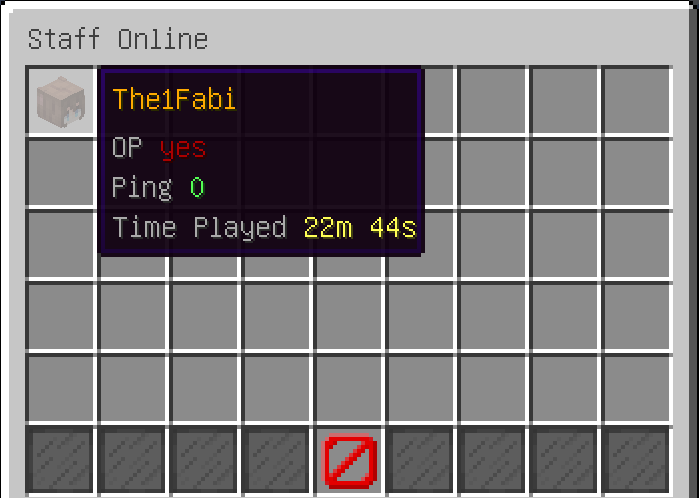 Staff Online
The1Fabi
OP yes
Ping 0
Time Played 22m 44s